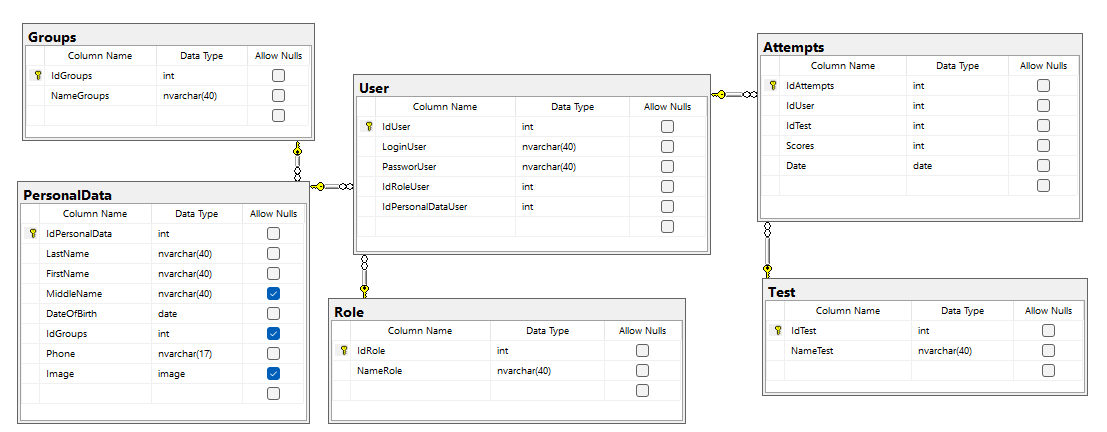 Groups
Column Name Data Type Allow Nulls
IdGroups int
NameGroups nvarchar(40)
PersonalData
Column Name Data Type Allow Nulls
IdPersonalData int
LastName nvarchar(40)
FirstName nvarchar(40)
MiddleName nvarchar(40)
DateOfBirth date
IdGroups int
Phone nvarchar(17)
Image image
User
Column Name Data Type Allow Nulls
IdUser int
LoginUser nvarchar(40)
PassworUser nvarchar(40)
IdRoleUser int
IdPersonalDataUser int
Role
Column Name Data Type Allow Nulls
IdRole int
NameRole nvarchar(40)
Attempts
Column Name Data Type Allow Nulls
IdAttempts int
IdUser int
IdTest int
Scores int
Date date
Test
Column Name Data Type Allow Nulls
IdTest int
NameTest nvarchar(40)